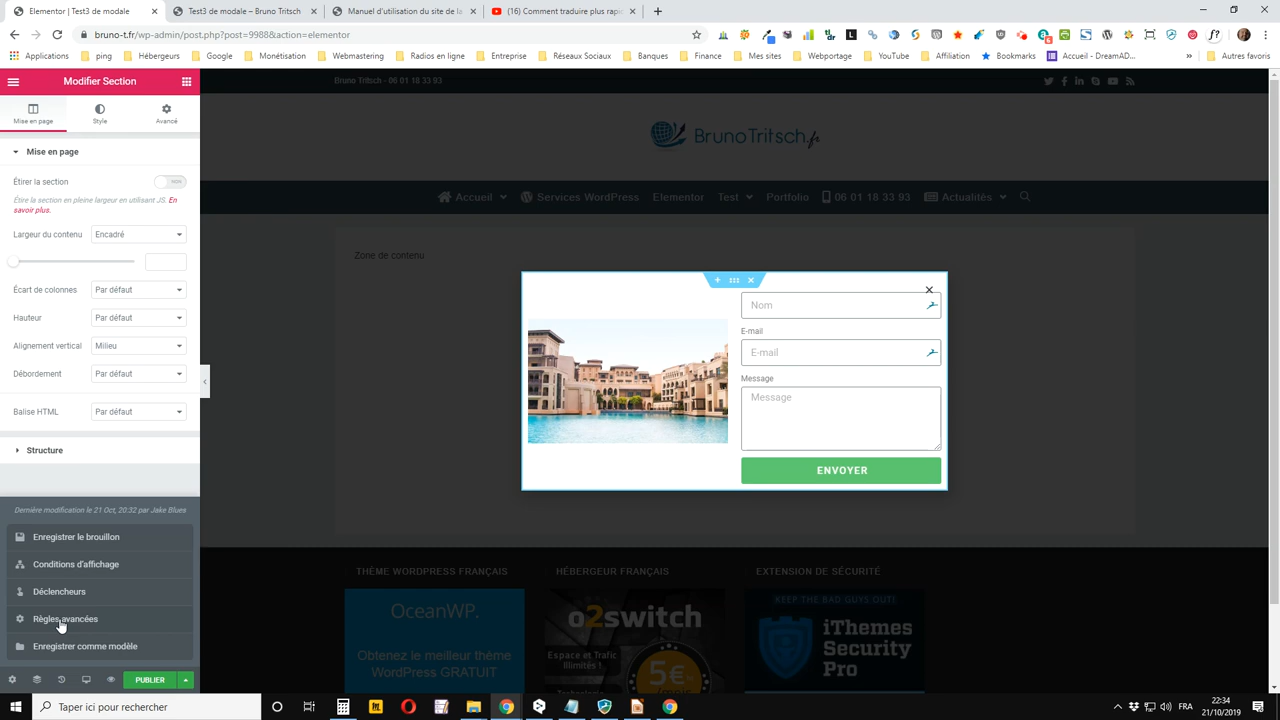 Elementor | Test modale
Test modale – Bruno Tritsch
Manuel d'utilisation de site de la
(16) Comment traduire plus rapi
bruno-t.fr/wp-admin/post.php?post=9988&action=elementor
Applications
ping
Hébergeurs
Google
Monétisation
Webmastering
Radios en ligne
Entreprise
Réseaux Sociaux
Banques
Finance
Mes sites
Webportage
YouTube
Affiliation
Bookmarks
Accueil - DreamAD...
»
Autres favoris
Modifier Section
Bruno Tritsch - 06 01 18 33 93
Mise en page
Style
Avancé
BrunoTritsch.fr
Mise en page
Étirer la section
NON
Étire la section en pleine largeur en utilisant JS. En
savoir plus.
Accueil
Services WordPress
Elementor
Test
Portfolio
06 01 18 33 93
Actualités
Largeur du contenu
Encadré
Zone de contenu
Écart de colonnes
Par défaut
Hauteur
Par défaut
Alignement vertical
Milieu
Débordement
Par défaut
Balise HTML
Par défaut
Structure
Nom
E-mail
E-mail
Message
Message
ENVOYER
Dernière modification le 21 Oct, 20:32 par Jake Blues
Enregistrer le brouillon
Conditions d'affichage
Déclencheurs
Règles avancées
Enregistrer comme modèle
PUBLIER
THÈME WORDPRESS FRANÇAIS
HÉBERGEUR FRANÇAIS
EXTENSION DE SÉCURITÉ
OceanWP.
Obtenez le meilleur thème
WordPress GRATUIT
o2switch
Espace et Trafic
Illimités !
5€
KEEP THE BAD GUYS OUT!
iThemes
Security
Pro
Taper ici pour rechercher
FRA
22:34
21/10/2019